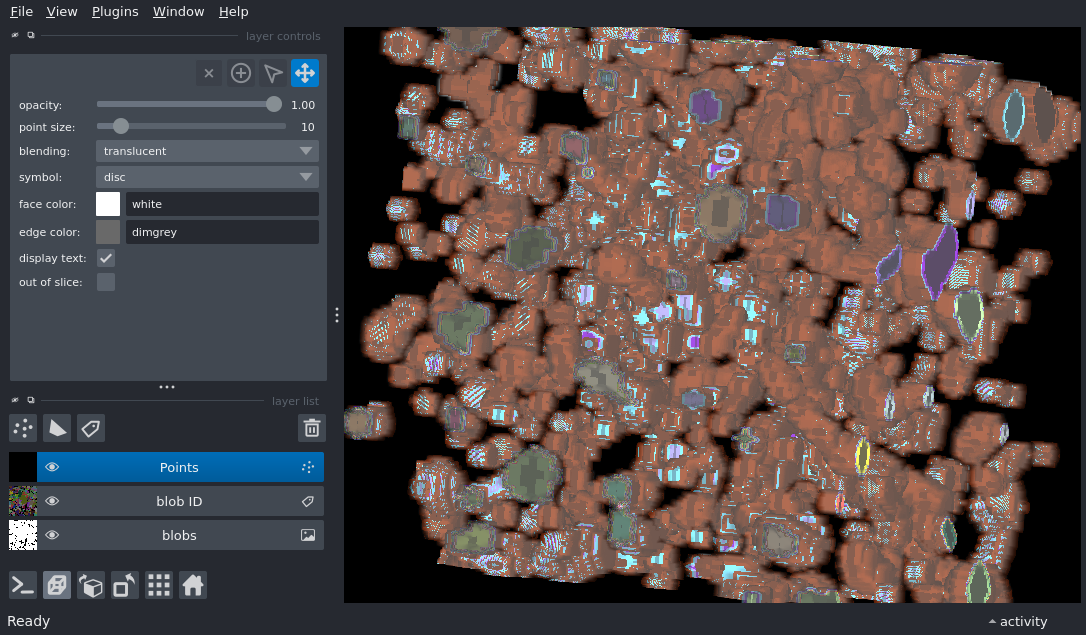 File View Plugins Window Help
layer controls
opacity: 1.00
point size: 10
blending: translucent
symbol: disc
face color: white
edge color: dimgrey
display text:
out of slice:
layer list
Points
blob ID
blobs
Ready
activity